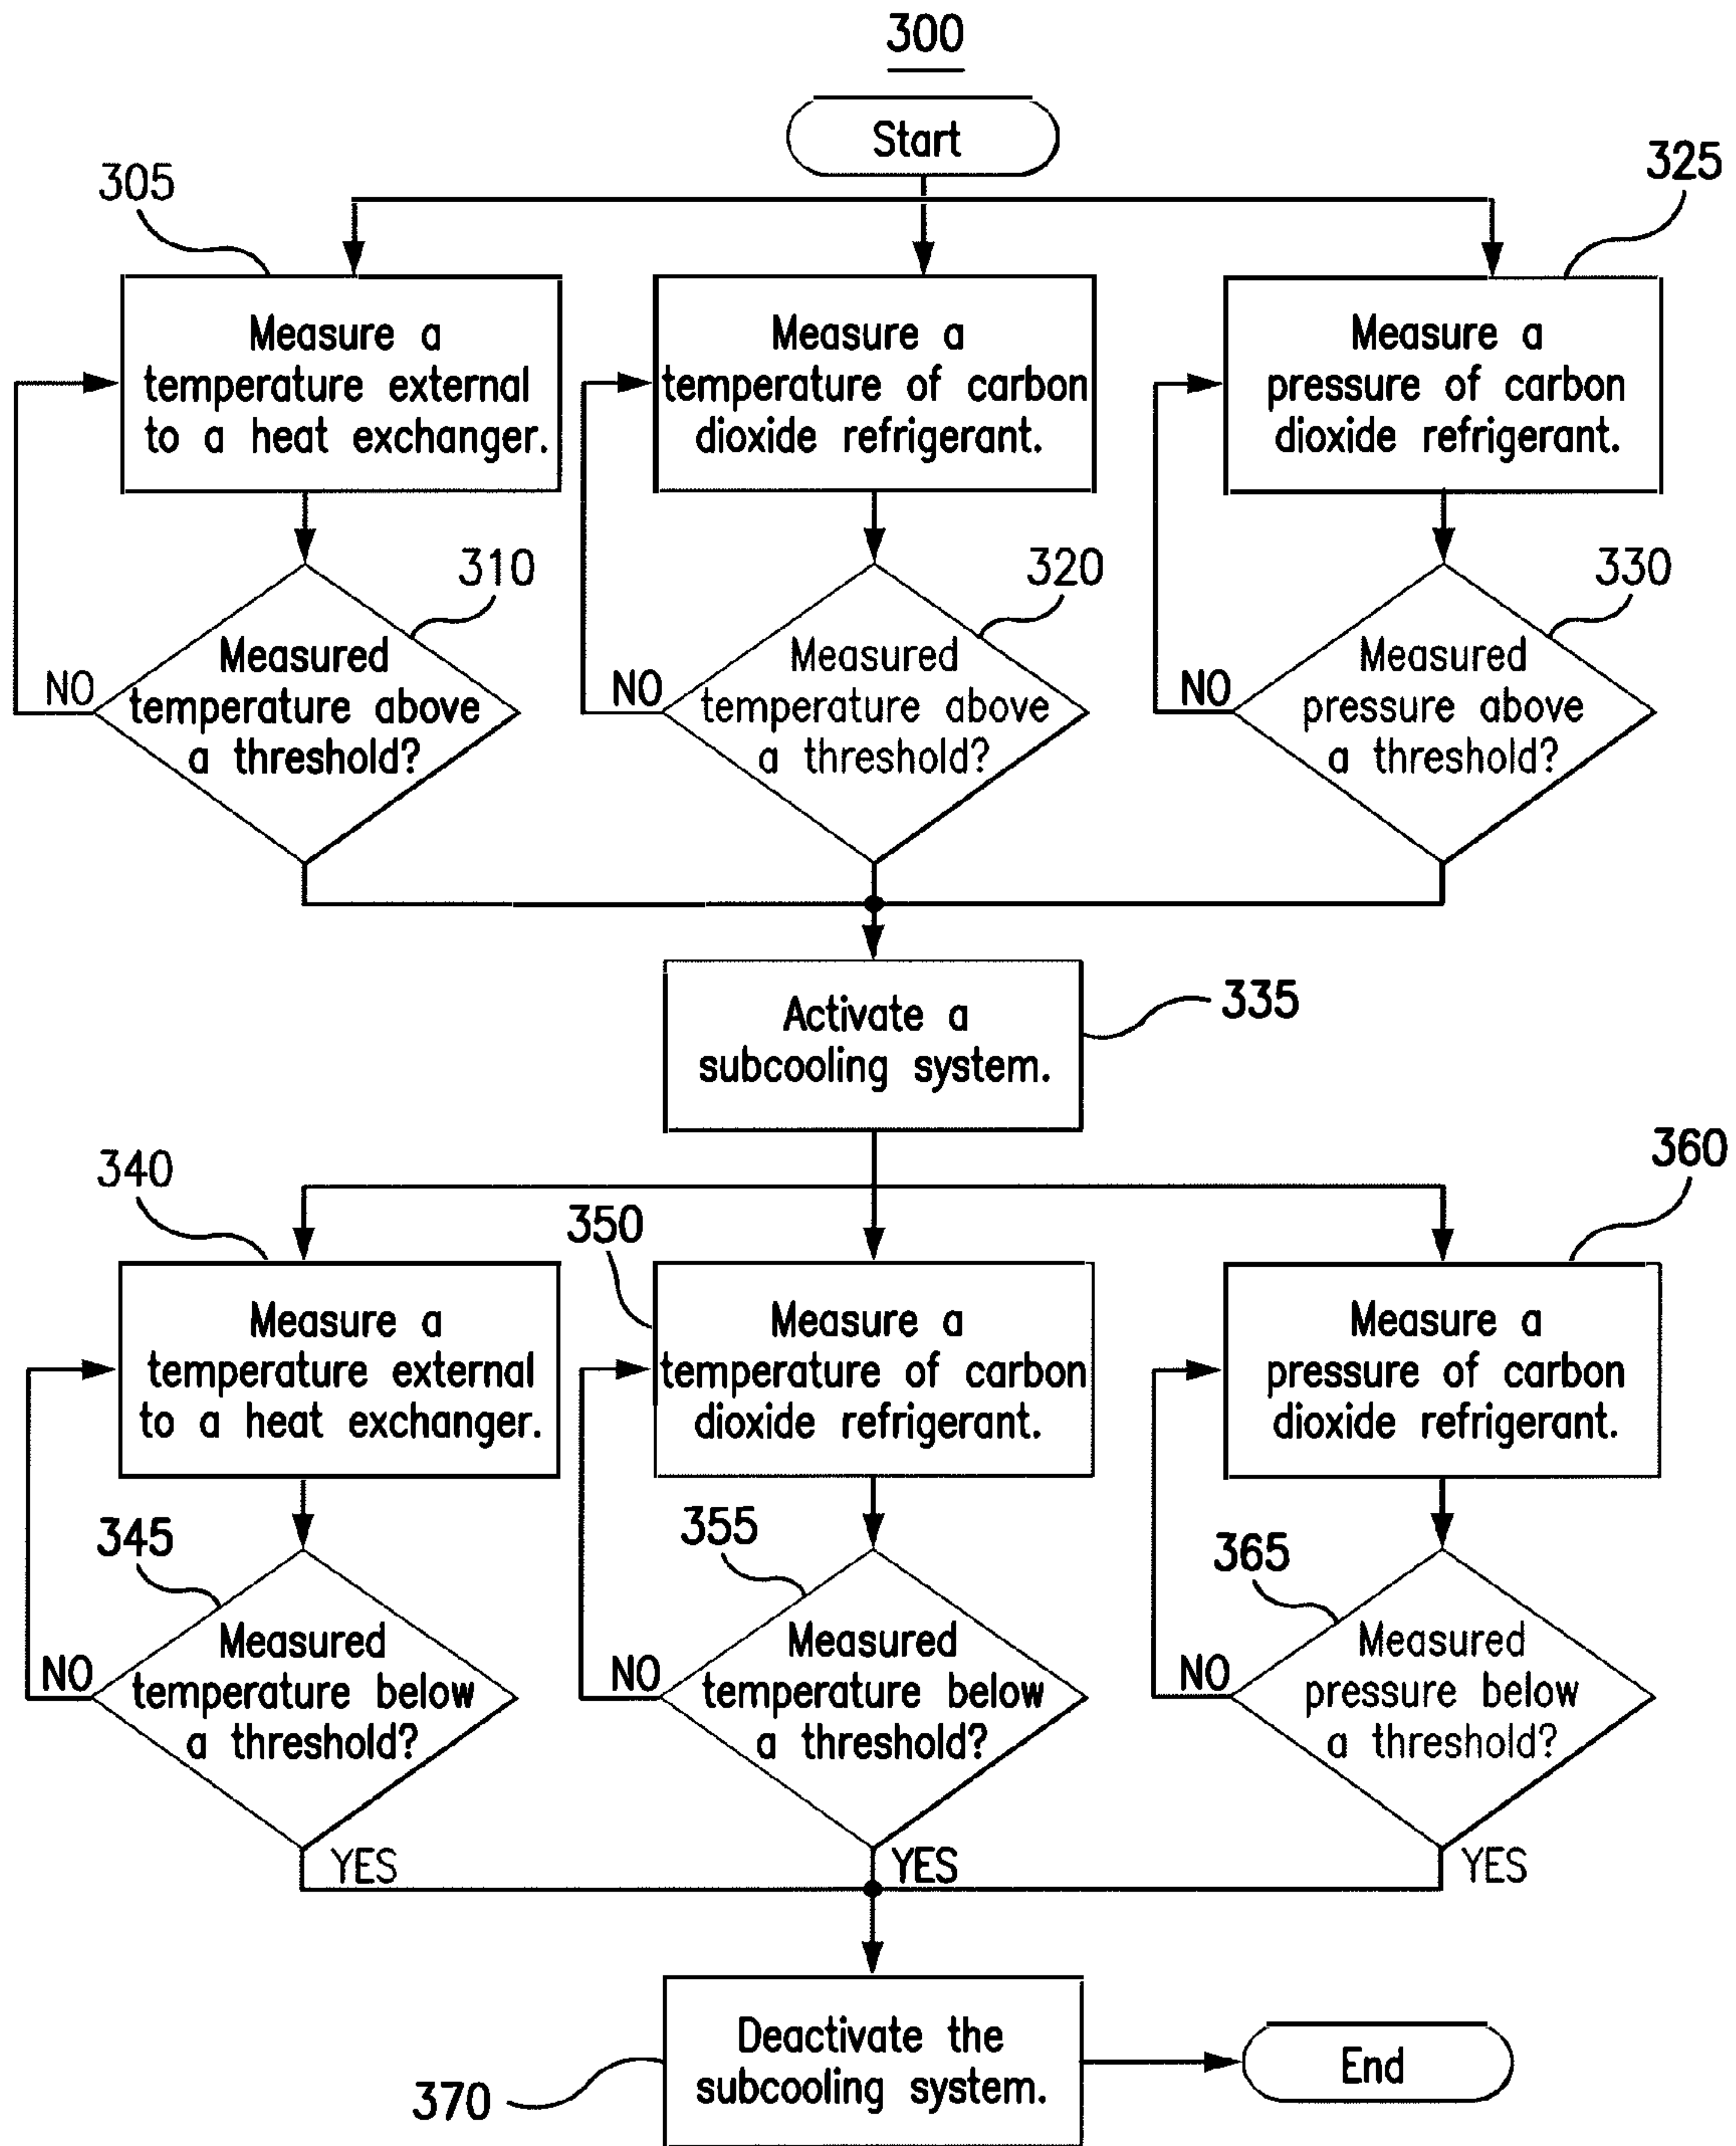 300
Start
305
325
Measure a
temperature external
to a heat exchanger.
Measure a
temperature of carbon
dioxide refrigerant.
Measure a
pressure of carbon
dioxide refrigerant.
310
320
330
NO
Measured
temperature above
a threshold?
NO
Measured
temperature above
a threshold?
NO
Measured
pressure above
a threshold?
Activate a
subcooling system.
335
340
350
360
Measure a
temperature external
to a heat exchanger.
Measure a
temperature of carbon
dioxide refrigerant.
Measure a
pressure of carbon
dioxide refrigerant.
345
355
365
NO
Measured
temperature below
a threshold?
NO
Measured
temperature below
a threshold?
NO
Measured
pressure below
a threshold?
YES
YES
YES
Deactivate the
subcooling system.
370
End